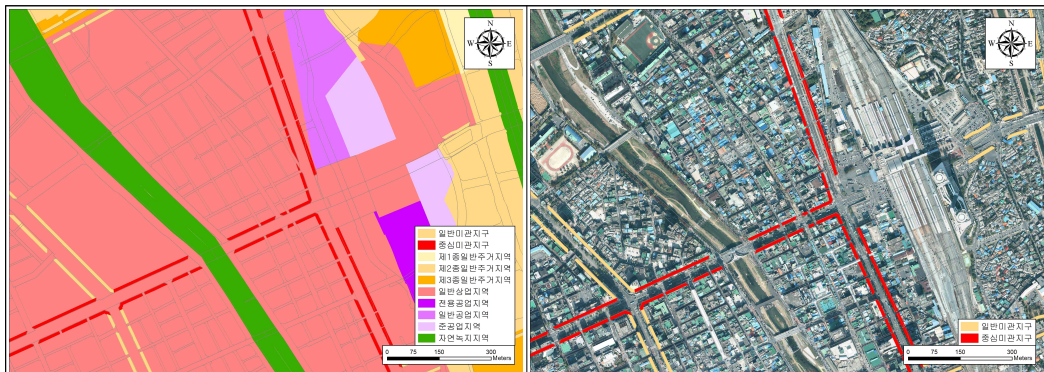 N
W E
S
일반미관지구
중심미관지구
제1종일반주거지역
제2종일반주거지역
제3종일반주거지역
일반상업지역
전용공업지역
일반공업지역
준공업지역
자연녹지지역
0 75 150 300
Meters
N
W E
S
일반미관지구
중심미관지구
0 75 150 300
Meters